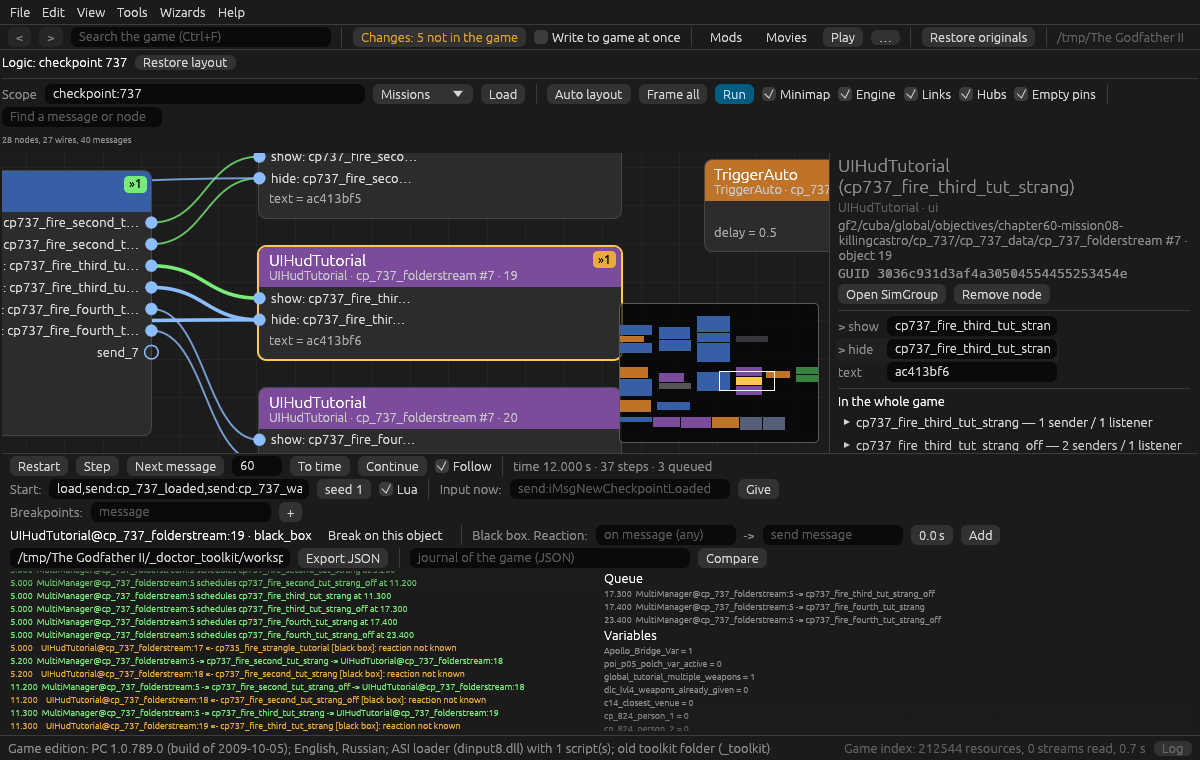 File Edit View Tools Wizards Help
< > Search the game (Ctrl+F) Changes: 5 not in the game Write to game at once Mods Movies Play ... Restore originals /tmp/The Godfather II
Logic: checkpoint 737 Restore layout
Scope checkpoint:737 Missions Load Auto layout Frame all Run Minimap Engine Links Hubs Empty pins
Find a message or node
28 nodes, 27 wires, 40 messages
»1
cp737_fire_second_t...
cp737_fire_second_t...
: cp737_fire_third_tu...
: cp737_fire_third_tu...
cp737_fire_fourth_t...
: cp737_fire_fourth_t...
send_7
show: cp737_fire_seco...
hide: cp737_fire_seco...
text = ac413bf5
UIHudTutorial »1
UIHudTutorial · cp737_folderstream #7 · 19
show: cp737_fire_thir...
hide: cp737_fire_thir...
text = ac413bf6
UIHudTutorial
UIHudTutorial · cp737_folderstream #7 · 20
show: cp737_fire_four...
TriggerAuto
TriggerAuto · cp_737
delay = 0.5
UIHudTutorial
(cp737_fire_third_tut_strang)
UIHudTutorial · ui
gf2/cuba/global/objectives/chapter60-mission08-
killingcastro/cp_737/cp_737_data/cp_737_folderstream #7 ·
object 19
GUID 3036c931d3af4a30504554455253454e
Open SimGroup Remove node
> show cp737_fire_third_tut_stran
> hide cp737_fire_third_tut_stran
text ac413bf6
In the whole game
▸ cp737_fire_third_tut_strang — 1 sender / 1 listener
▸ cp737_fire_third_tut_strang_off — 2 senders / 1 listener
Restart Step Next message 60 To time Continue Follow time 12.000 s · 37 steps · 3 queued
Start: load,send:cp_737_loaded,send:cp_737_wa seed 1 Lua Input now: send:iMsgNewCheckpointLoaded Give
Breakpoints: message +
UIHudTutorial@cp_737_folderstream:19 · black_box Break on this object Black box. Reaction: on message (any) -> send message 0.0 s Add
/tmp/The Godfather II/_doctor_toolkit/worksp Export JSON journal of the game (JSON) Compare
5.000 MultiManager@cp_737_folderstream:5 schedules cp737_fire_second_tut_strang at 5.200
5.000 MultiManager@cp_737_folderstream:5 schedules cp737_fire_second_tut_strang_off at 11.200
5.000 MultiManager@cp_737_folderstream:5 schedules cp737_fire_third_tut_strang at 11.300
5.000 MultiManager@cp_737_folderstream:5 schedules cp737_fire_third_tut_strang_off at 17.300
5.000 MultiManager@cp_737_folderstream:5 schedules cp737_fire_fourth_tut_strang at 17.400
5.000 MultiManager@cp_737_folderstream:5 schedules cp737_fire_fourth_tut_strang_off at 23.400
5.000 UIHudTutorial@cp_737_folderstream:17 <- cp735_fire_strangle_tutorial [black box]: reaction not known
5.200 MultiManager@cp_737_folderstream:5 -> cp737_fire_second_tut_strang -> UIHudTutorial@cp_737_folderstream:18
5.200 UIHudTutorial@cp_737_folderstream:18 <- cp737_fire_second_tut_strang [black box]: reaction not known
11.200 MultiManager@cp_737_folderstream:5 -> cp737_fire_second_tut_strang_off -> UIHudTutorial@cp_737_folderstream:18
11.200 UIHudTutorial@cp_737_folderstream:18 <- cp737_fire_second_tut_strang_off [black box]: reaction not known
11.300 MultiManager@cp_737_folderstream:5 -> cp737_fire_third_tut_strang -> UIHudTutorial@cp_737_folderstream:19
11.300 UIHudTutorial@cp_737_folderstream:19 <- cp737_fire_third_tut_strang [black box]: reaction not known
Queue
17.300 MultiManager@cp_737_folderstream:5 -> cp737_fire_third_tut_strang_off
17.400 MultiManager@cp_737_folderstream:5 -> cp737_fire_fourth_tut_strang
23.400 MultiManager@cp_737_folderstream:5 -> cp737_fire_fourth_tut_strang_off
Variables
Apollo_Bridge_Var = 1
poi_p05_polch_var_active = 0
global_tutorial_multiple_weapons = 1
dlc_lvl4_weapons_already_given = 0
c14_closest_venue = 0
cp_824_person_1 = 0
cp_824_person_2 = 0
Game edition: PC 1.0.789.0 (build of 2009-10-05); English, Russian; ASI loader (dinput8.dll) with 1 script(s); old toolkit folder (_toolkit) Game index: 212544 resources, 0 streams read, 0.7 s Log